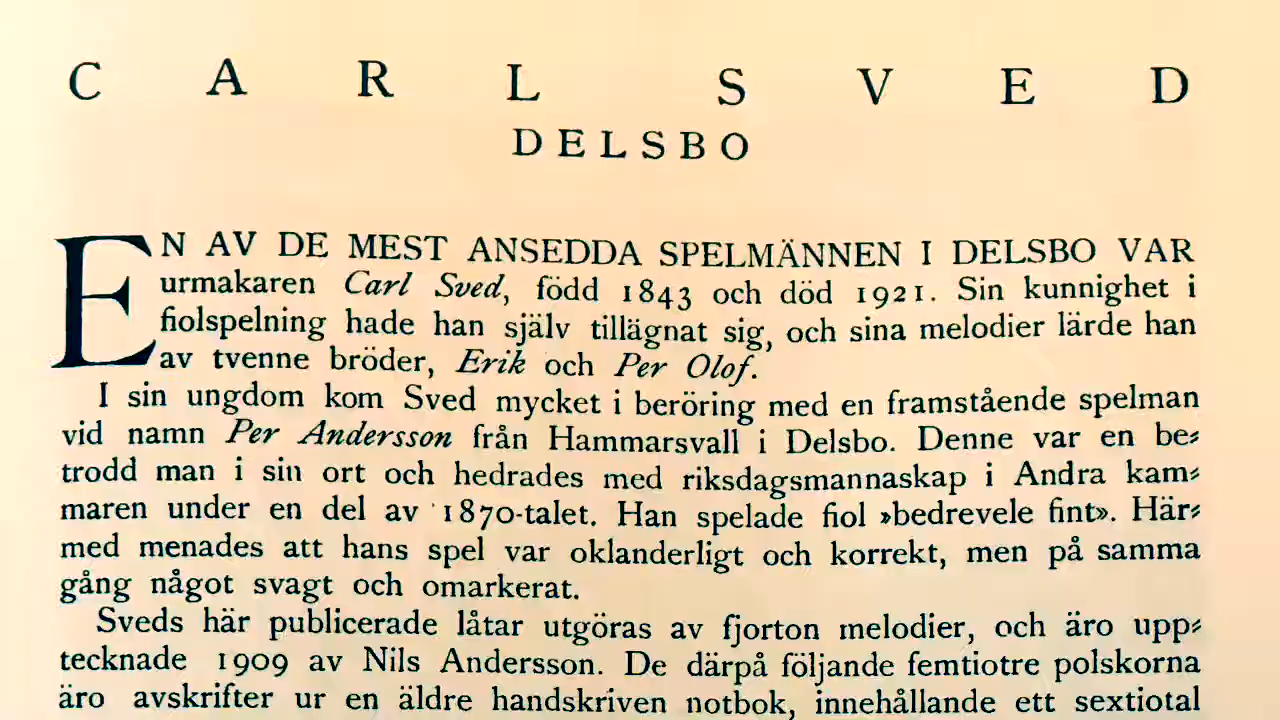 CARL SVED
DELSBO
EN AV DE MEST ANSEDDA SPELMÄNNEN I DELSBO VAR
urmakaren Carl Sved, född 1843 och död 1921. Sin kunnighet i
fiolspelning hade han själv tillägnat sig, och sina melodier lärde han
av tvenne bröder, Erik och Per Olof.
I sin ungdom kom Sved mycket i beröring med en framstående spelman
vid namn Per Andersson från Hammarsvall i Delsbo. Denne var en be-
trodd man i sin ort och hedrades med riksdagsmannaskap i Andra kam-
maren under en del av 1870-talet. Han spelade fiol »bedrevele fint». Här-
med menades att hans spel var oklanderligt och korrekt, men på samma
gång något svagt och omarkerat.
Sveds här publicerade låtar utgöras av fjorton melodier, och äro upp-
tecknade 1909 av Nils Andersson. De därpå följande femtiotre polskorna
äro avskrifter ur en äldre handskriven notbok, innehållande ett sextiotal